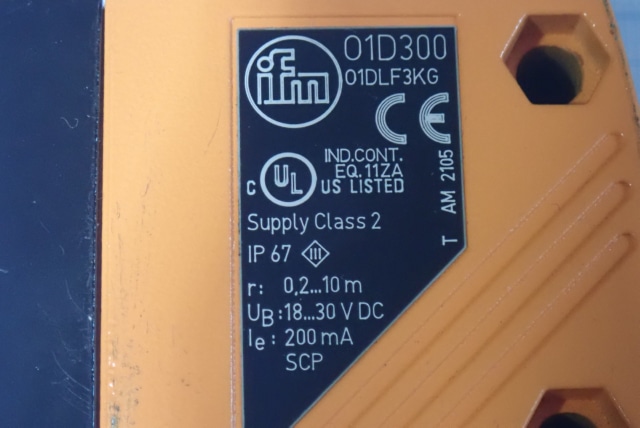 ifm
O1D300
O1DLF3KG
CE
C UL US LISTED
IND.CONT.
EQ. 11ZA
T AM 2105
Supply Class 2
IP 67 III
r: 0,2...10 m
UB: 18...30 V DC
Ie: 200 mA
SCP